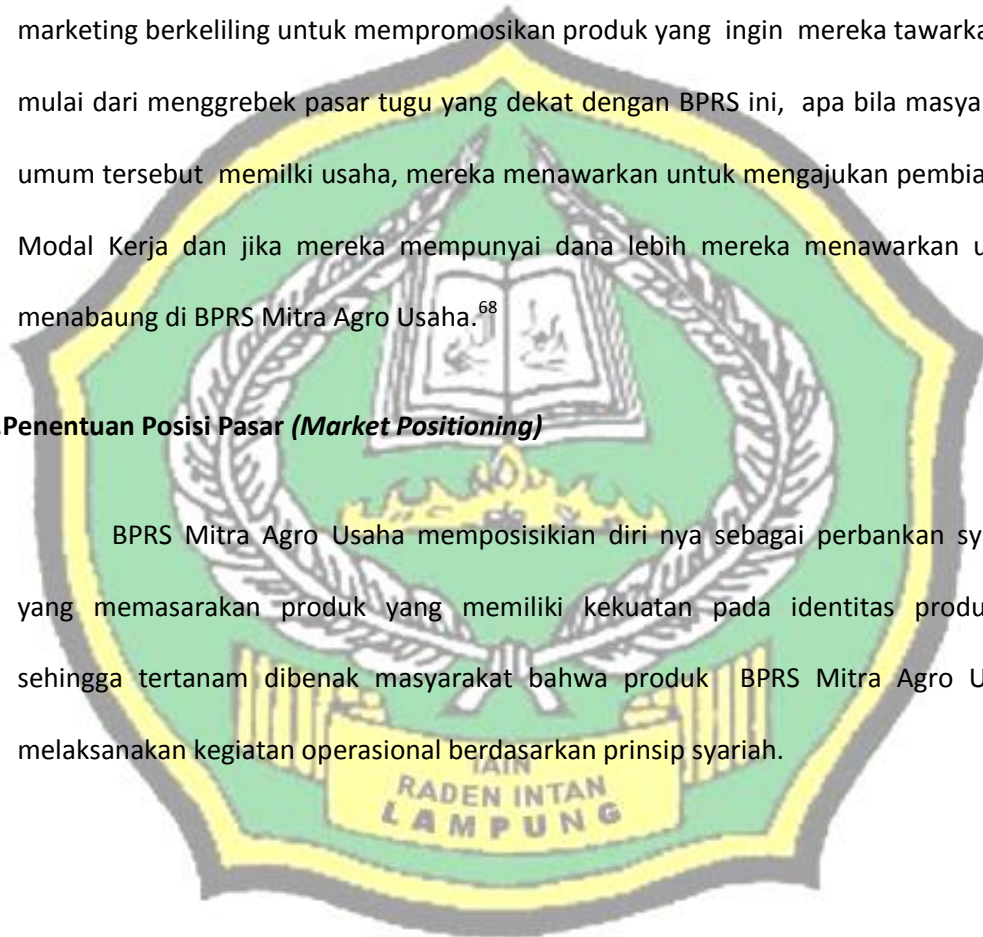 marketing berkeliling untuk mempromosikan produk yang ingin mereka tawarka
mulai dari menggrebek pasar tugu yang dekat dengan BPRS ini, apa bila masya
umum tersebut memilki usaha, mereka menawarkan untuk mengajukan pembia
Modal Kerja dan jika mereka mempunyai dana lebih mereka menawarkan u
menabaung di BPRS Mitra Agro Usaha.68
.Penentuan Posisi Pasar (Market Positioning)
BPRS Mitra Agro Usaha memposisikian diri nya sebagai perbankan sy
yang memasarakan produk yang memiliki kekuatan pada identitas produ
sehingga tertanam dibenak masyarakat bahwa produk BPRS Mitra Agro U
melaksanakan kegiatan operasional berdasarkan prinsip syariah.
IAIN
RADEN INTAN
LAMPUNG